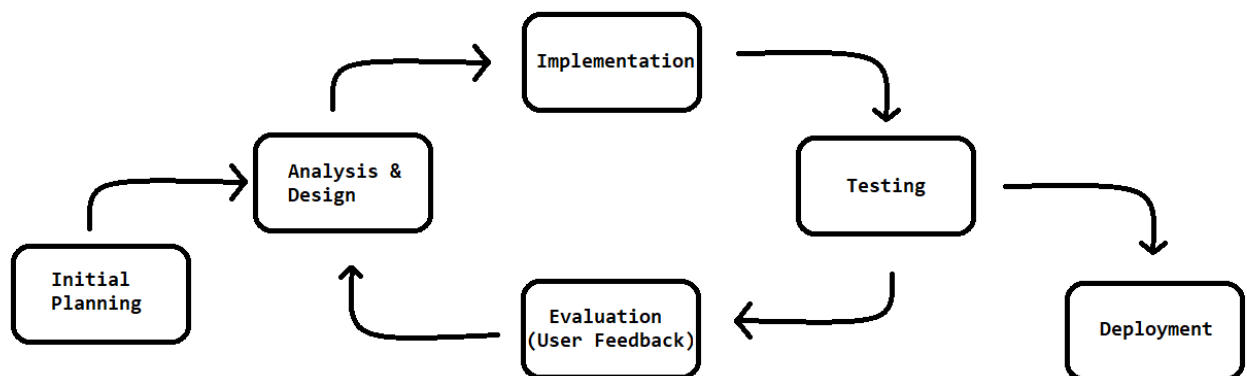 Implementation
Analysis &
Design
Testing
Initial
Planning
Evaluation
(User Feedback)
Deployment